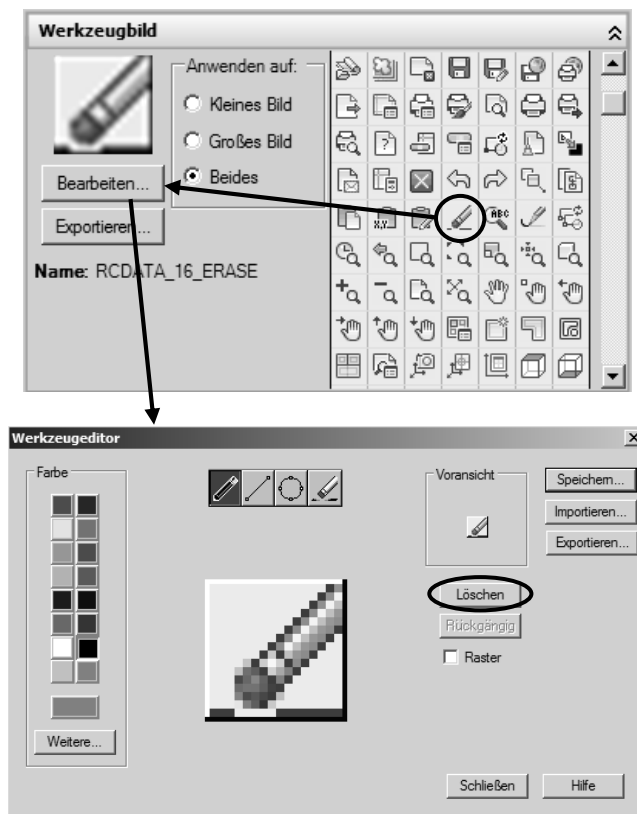 Werkzeugbild
Anwenden auf:
Kleines Bild
Großes Bild
Beides
Bearbeiten...
Exportieren...
Name: RCDATA_16_ERASE
?
X,Y
ABC
Werkzeugeditor
Farbe
Voransicht
Speichern...
Importieren...
Exportieren...
Löschen
Rückgängig
Raster
Weitere...
Schließen
Hilfe